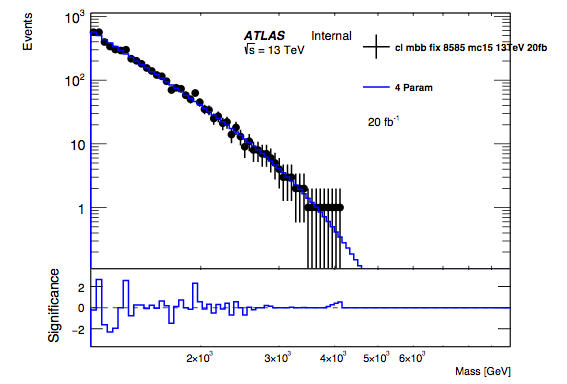 Events
10³
10²
10
1
ATLAS Internal
√s = 13 TeV
cl mbb fix 8585 mc15 13TeV 20fb
4 Param
20 fb⁻¹
Significance
2
0
−2
2×10³ 3×10³ 4×10³ 5×10³ 6×10³
Mass [GeV]